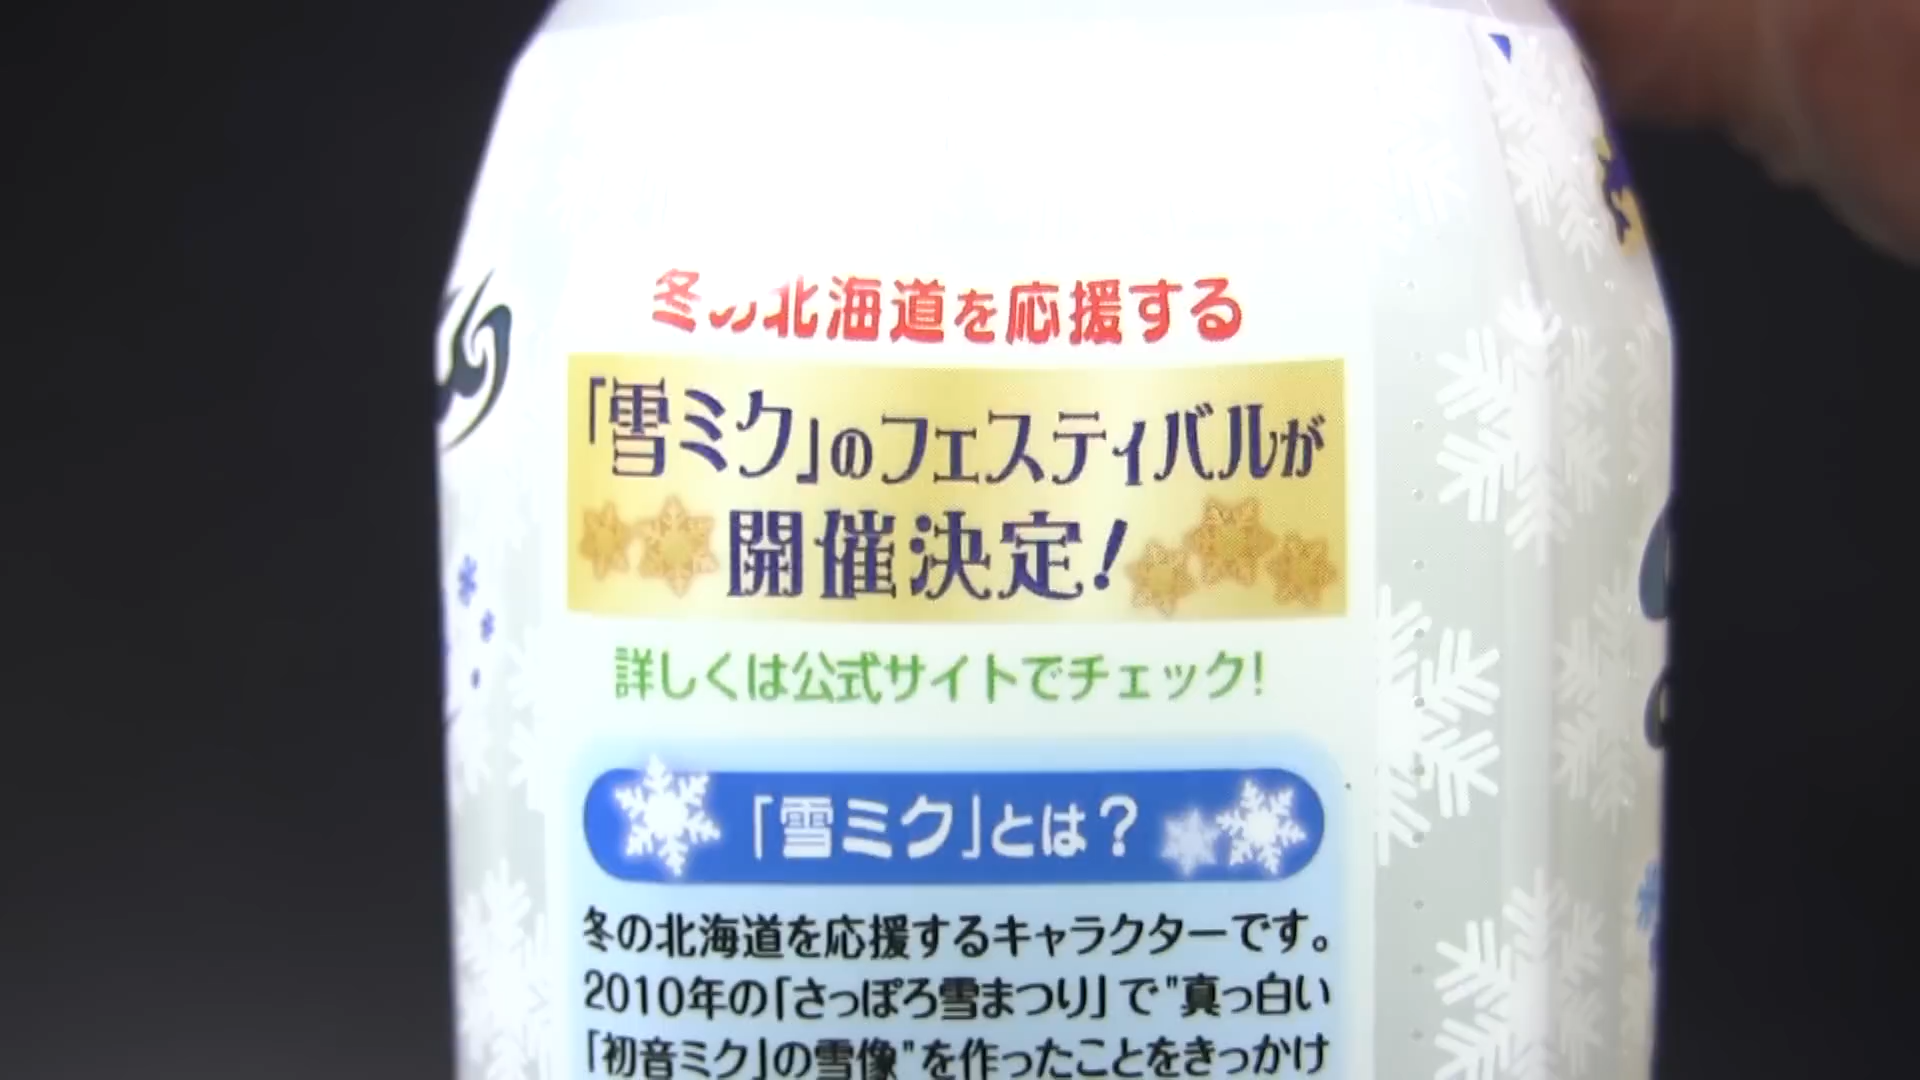 冬の北海道を応援する
「雪ミク」のフェスティバルが
開催決定!
詳しくは公式サイトでチェック!
「雪ミク」とは?
冬の北海道を応援するキャラクターです。
2010年の「さっぽろ雪まつり」で"真っ白い
「初音ミク」の雪像"を作ったことをきっかけ